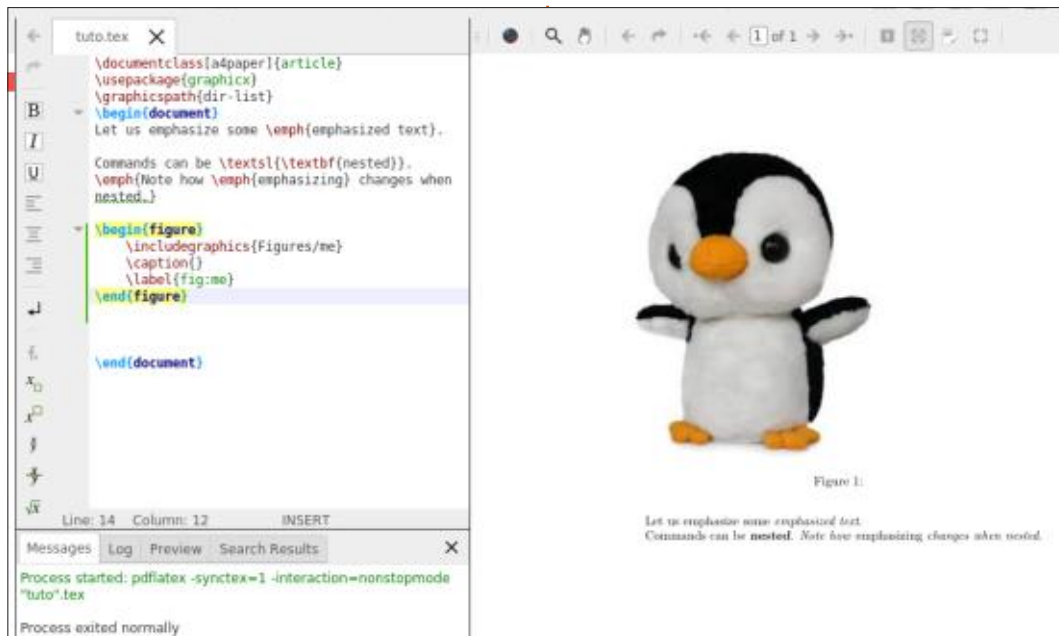 tuto.tex
1 of 1
\documentclass[a4paper]{article}
\usepackage{graphicx}
\graphicspath{dir-list}
\begin{document}
Let us emphasize some \emph{emphasized text}.
Commands can be \textsl{\textbf{nested}}.
\emph{Note how \emph{emphasizing} changes when
nested.}
\begin{figure}
\includegraphics{Figures/me}
\caption{}
\label{fig:me}
\end{figure}
\end{document}
B
I
U
Line: 14 Column: 12 INSERT
Messages Log Preview Search Results
Process started: pdflatex -synctex=1 -interaction=nonstopmode
"tuto".tex
Process exited normally
Figure 1:
Let us emphasize some emphasized text.
Commands can be nested. Note how emphasizing changes when nested.